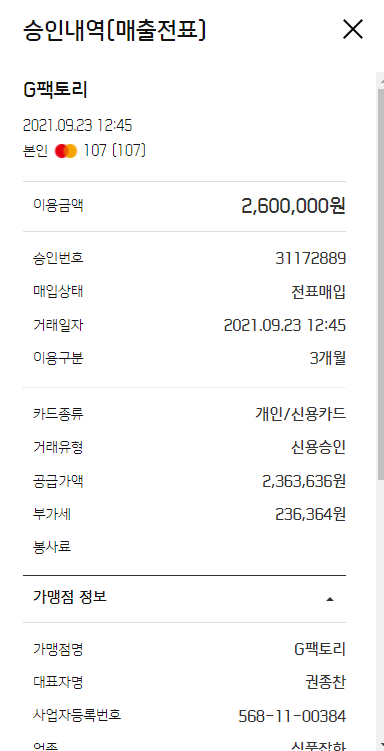 승인내역(매출전표)
G팩토리
2021.09.23 12:45
본인 107 (107)
이용금액 2,600,000원
승인번호 31172889
매입상태 전표매입
거래일자 2021.09.23 12:45
이용구분 3개월
카드종류 개인/신용카드
거래유형 신용승인
공급가액 2,363,636원
부가세 236,364원
봉사료
가맹점 정보
가맹점명 G팩토리
대표자명 권종찬
사업자등록번호 568-11-00384
업종 신품잡화